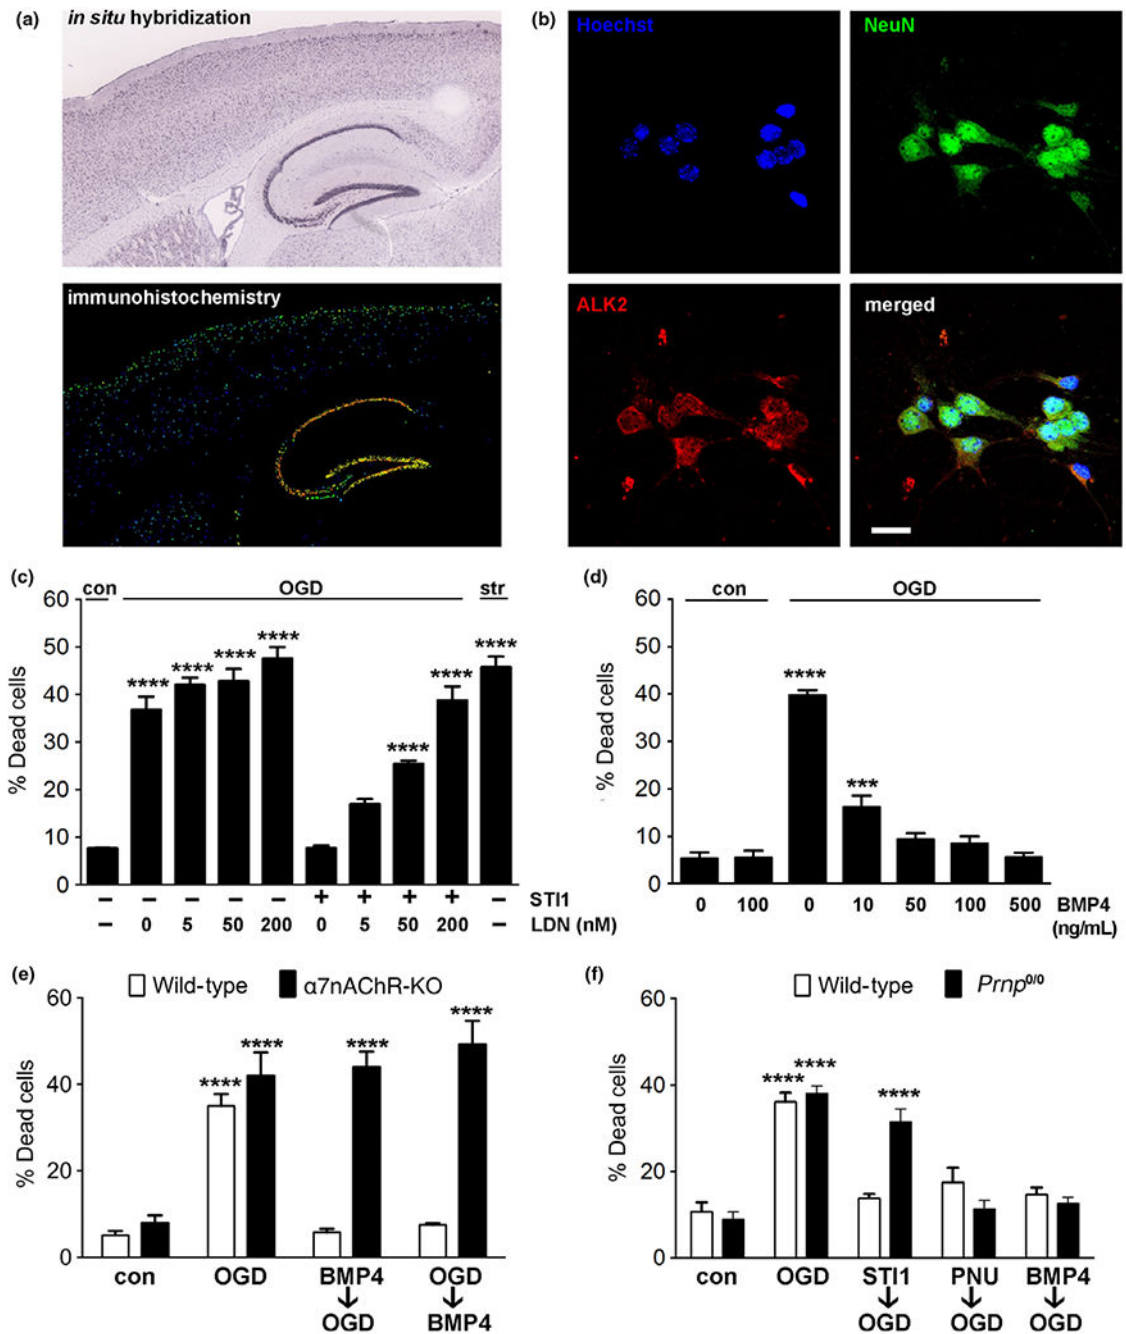 (a)
in situ hybridization
immunohistochemistry
(b)
Hoechst
NeuN
ALK2
merged
(c)
con OGD str
**** **** **** **** **** **** ****
% Dead cells
60
50
40
30
20
10
0
− − − − − + + + + − STI1
− 0 5 50 200 0 5 50 200 − LDN (nM)
(d)
con OGD
**** ***
% Dead cells
60
50
40
30
20
10
0
0 100 0 10 50 100 500 BMP4
(ng/mL)
(e)
Wild-type α7nAChR-KO
**** **** **** ****
% Dead cells
60
40
20
0
con OGD BMP4 OGD
↓ ↓
OGD BMP4
(f)
Wild-type Prnp0/0
**** **** ****
% Dead cells
60
40
20
0
con OGD STI1 PNU BMP4
↓ ↓ ↓
OGD OGD OGD